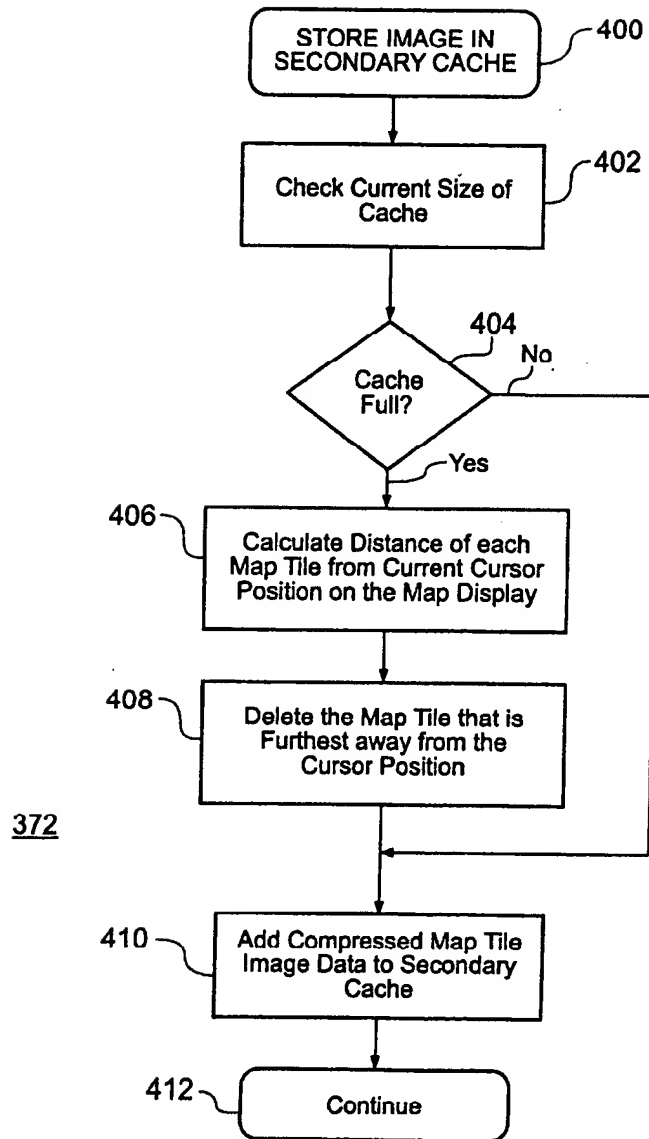 STORE IMAGE IN
SECONDARY CACHE
400
402
Check Current Size of
Cache
404
No
Cache
Full?
Yes
406
Calculate Distance of each
Map Tile from Current Cursor
Position on the Map Display
408
Delete the Map Tile that is
Furthest away from the
Cursor Position
372
410
Add Compressed Map Tile
Image Data to Secondary
Cache
412
Continue